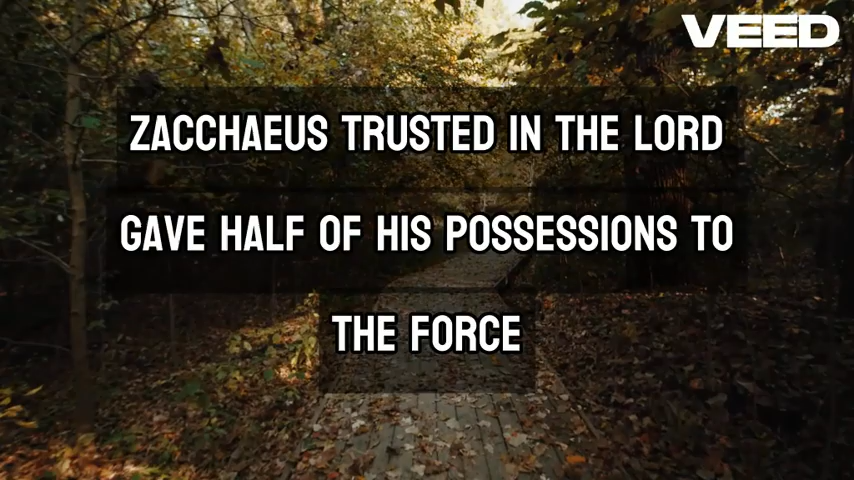 VEED
ZACCHAEUS TRUSTED IN THE LORD
GAVE HALF OF HIS POSSESSIONS TO
THE FORCE